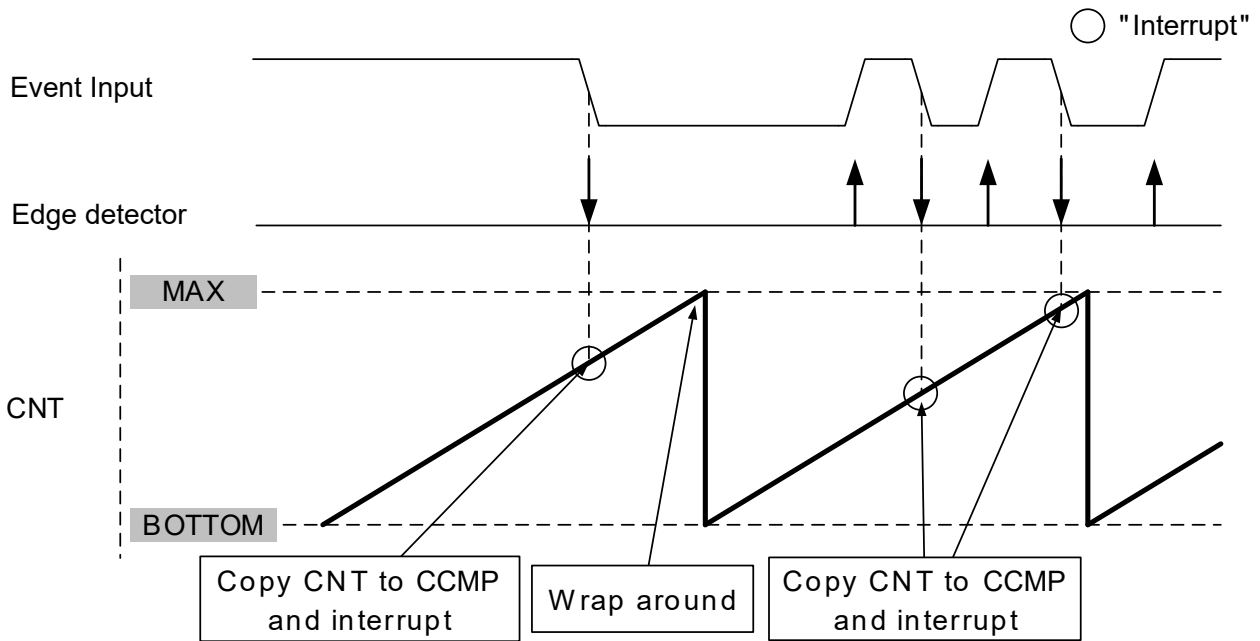 "Interrupt"
Event Input
Edge detector
MAX
CNT
BOTTOM
Copy CNT to CCMP
and interrupt
Wrap around
Copy CNT to CCMP
and interrupt